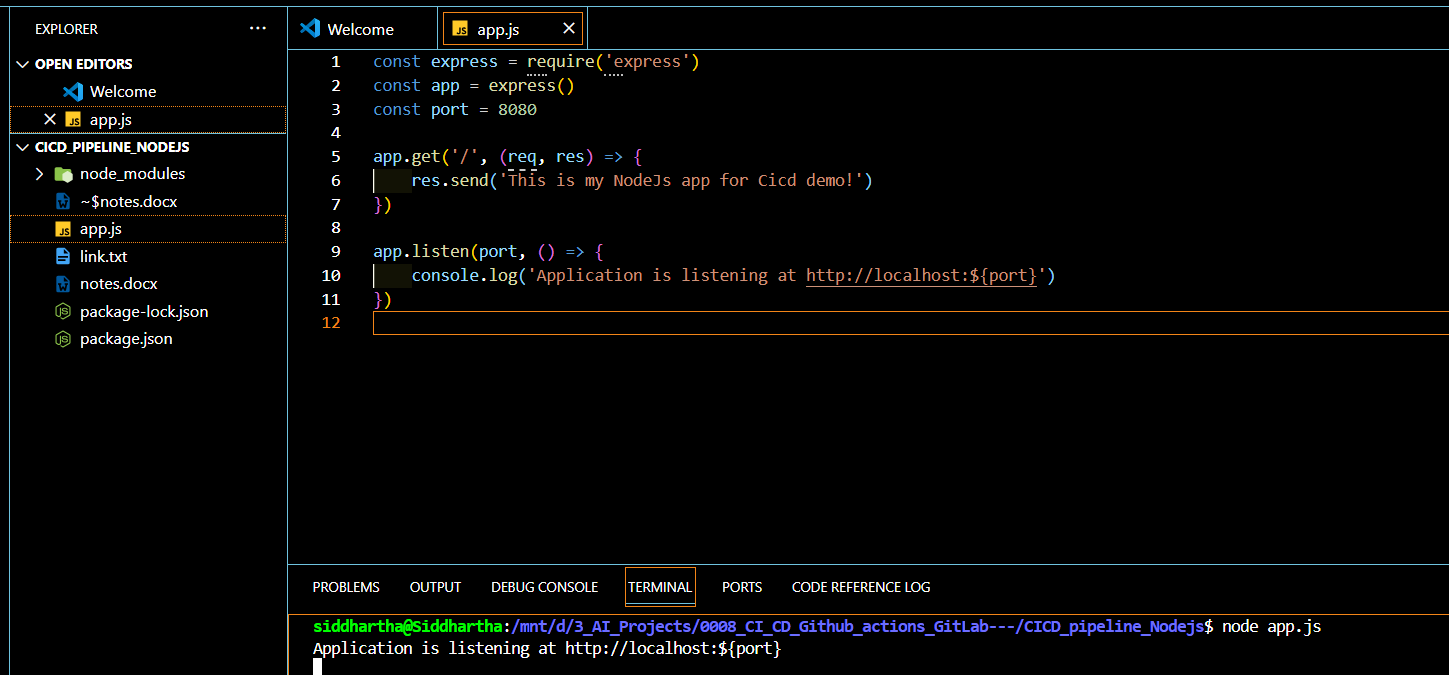 EXPLORER ···
OPEN EDITORS
Welcome
app.js
CICD_PIPELINE_NODEJS
node_modules
~$notes.docx
app.js
link.txt
notes.docx
package-lock.json
package.json
Welcome app.js
1 const express = require('express')
2 const app = express()
3 const port = 8080
4
5 app.get('/', (req, res) => {
6 res.send('This is my NodeJs app for Cicd demo!')
7 })
8
9 app.listen(port, () => {
10 console.log('Application is listening at http://localhost:${port}')
11 })
12
PROBLEMS OUTPUT DEBUG CONSOLE TERMINAL PORTS CODE REFERENCE LOG
siddhartha@Siddhartha:/mnt/d/3_AI_Projects/0008_CI_CD_Github_actions_GitLab---/CICD_pipeline_Nodejs$ node app.js
Application is listening at http://localhost:${port}